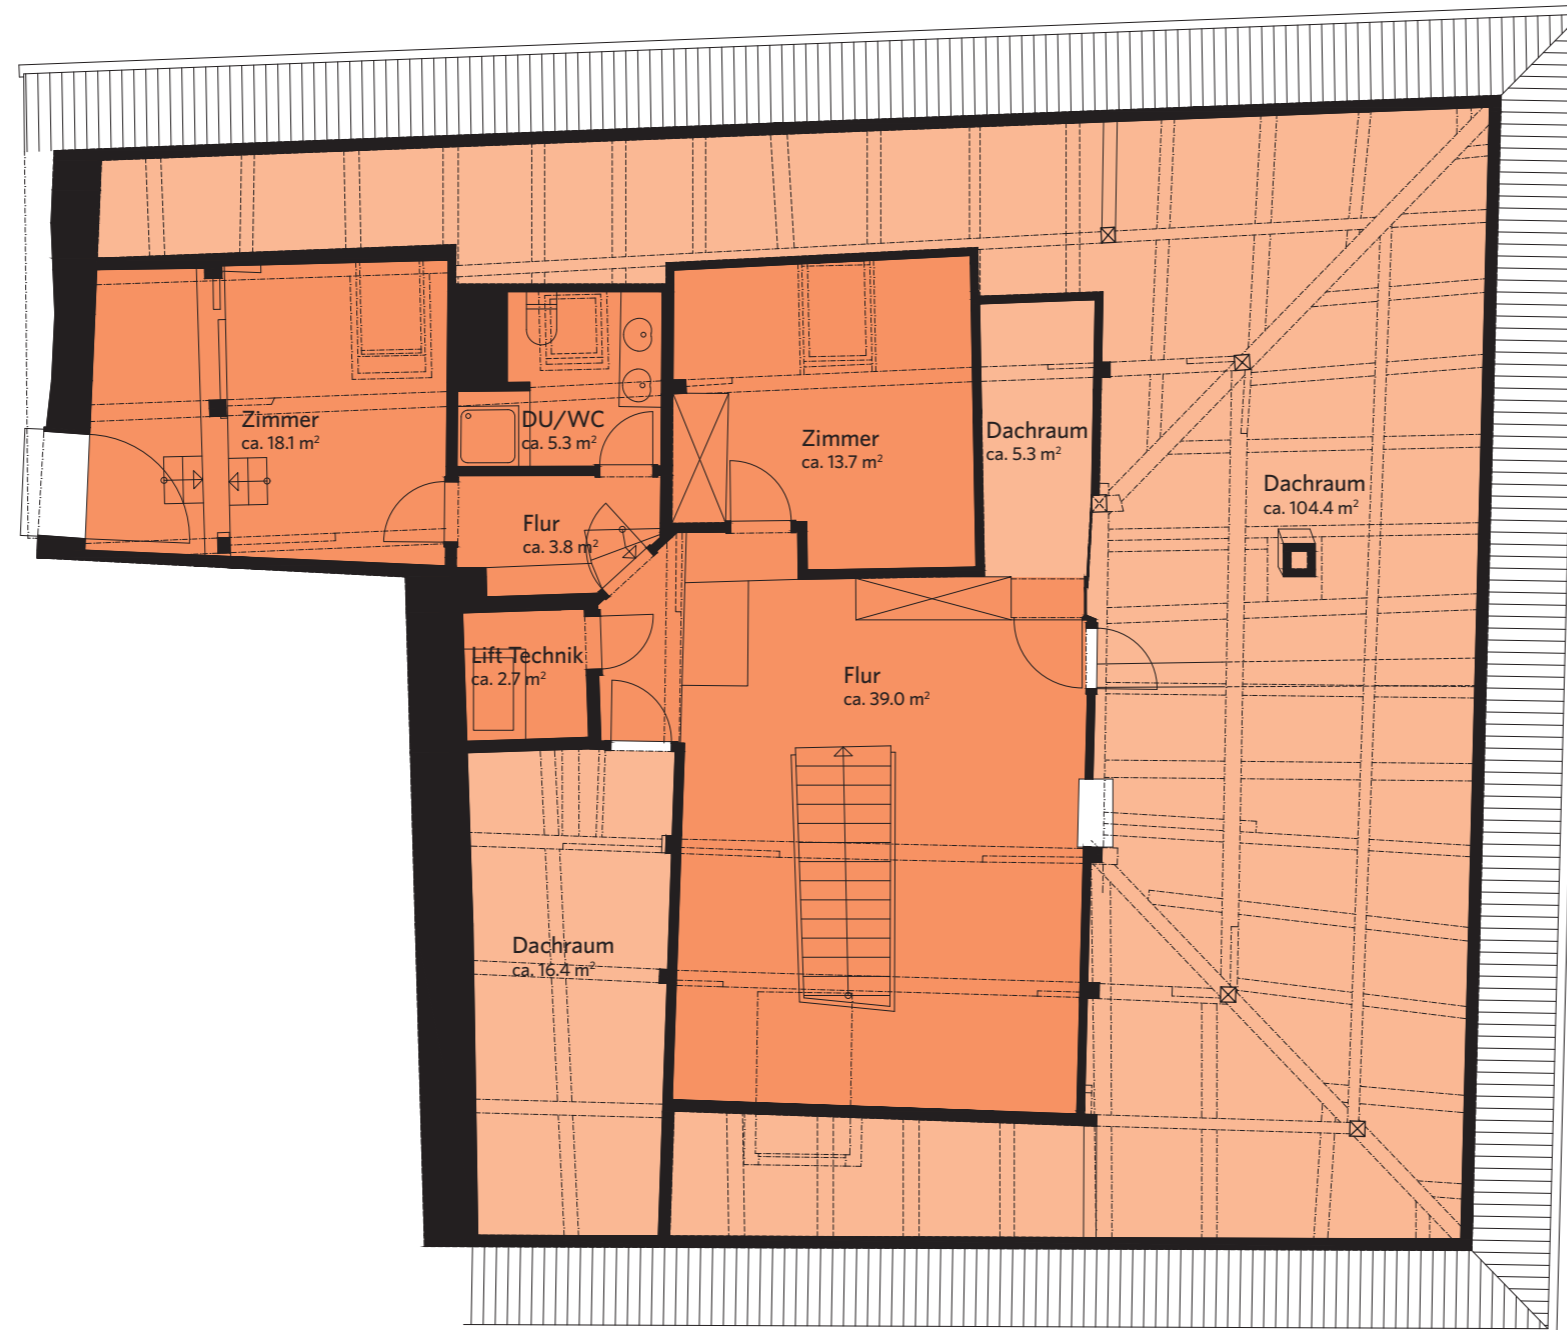 Zimmer
ca. 18.1 m²
DU/WC
ca. 5.3 m²
Zimmer
ca. 13.7 m²
Dachraum
ca. 5.3 m²
Dachraum
ca. 104.4 m²
Flur
ca. 3.8 m²
Lift Technik
ca. 2.7 m²
Flur
ca. 39.0 m²
Dachraum
ca. 16.4 m²